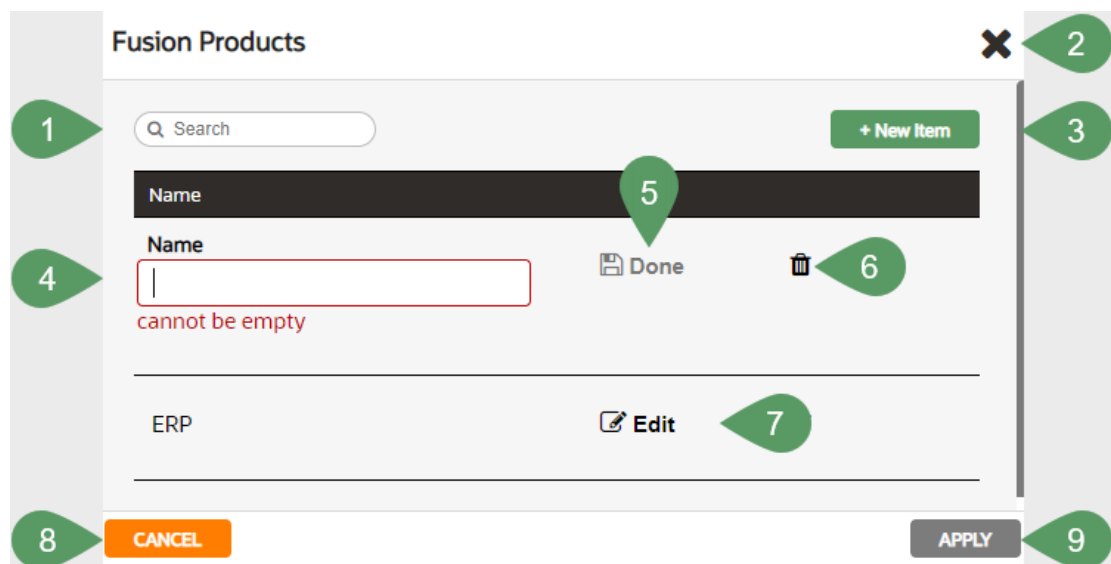 Fusion Products
2
1
Search
+ New Item
3
Name
5
Name
4
Done
6
cannot be empty
ERP
Edit
7
8
CANCEL
APPLY
9